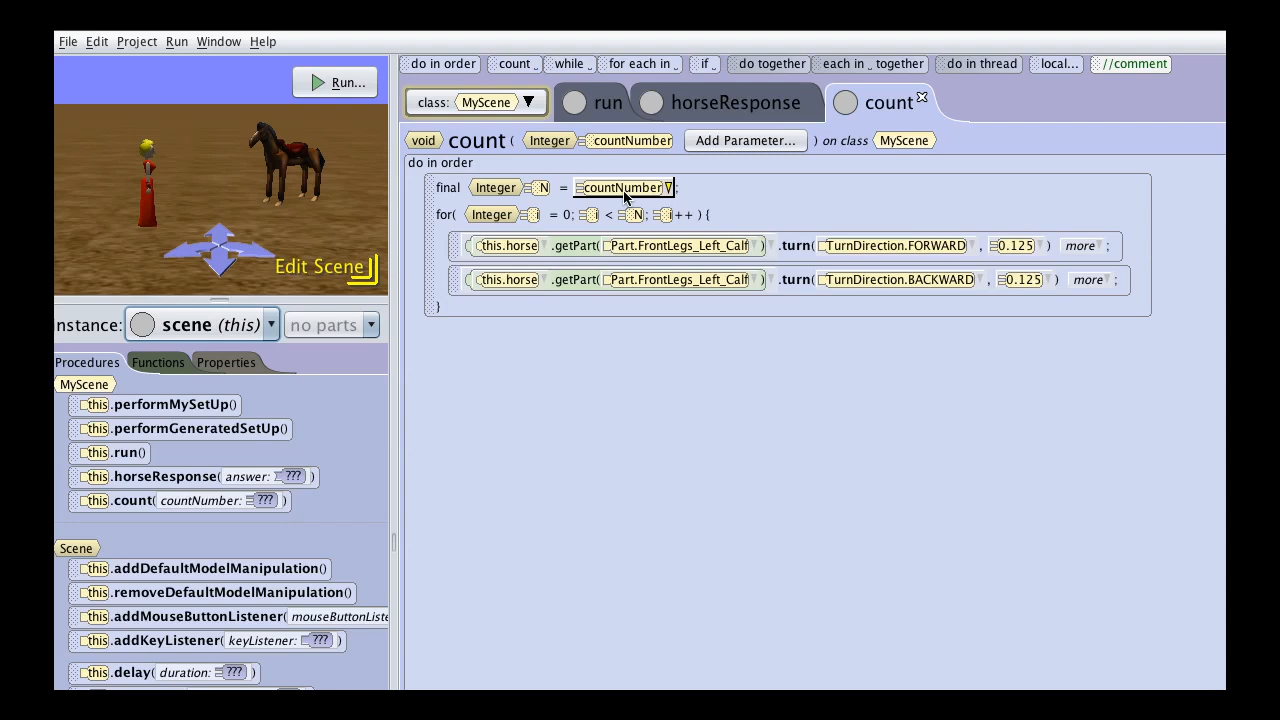 File Edit Project Run Window Help
Run...
Edit Scene
nstance: scene (this) no parts
Procedures Functions Properties
MyScene
this.performMySetUp()
this.performGeneratedSetUp()
this.run()
this.horseResponse( answer: ??? )
this.count( countNumber: ??? )
Scene
this.addDefaultModelManipulation()
this.removeDefaultModelManipulation()
this.addMouseButtonListener( mouseButtonListe
this.addKeyListener( keyListener: ??? )
this.delay( duration: ??? )
do in order count _ while _ for each in _ if _ do together each in _ together do in thread local... //comment
class: MyScene run horseResponse count
void count ( Integer countNumber Add Parameter... ) on class MyScene
do in order
final Integer N = countNumber ;
for( Integer i = 0; i < N; i ++ ) {
( this.horse .getPart( Part.FrontLegs_Left_Calf ) .turn( TurnDirection.FORWARD , 0.125 ) more ;
( this.horse .getPart( Part.FrontLegs_Left_Calf ) .turn( TurnDirection.BACKWARD , 0.125 ) more ;
}